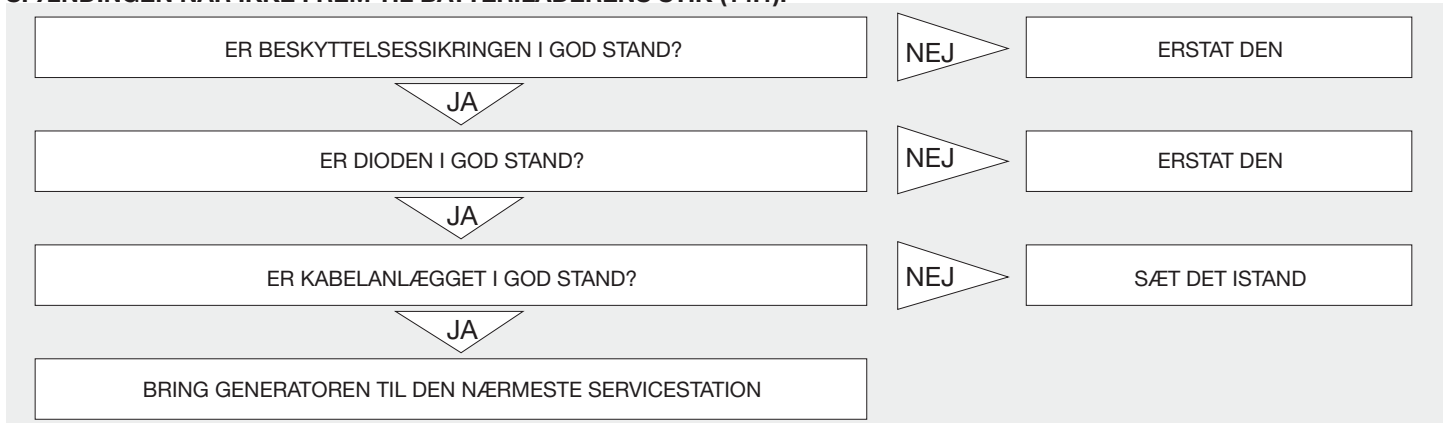 ER BESKYTTELSESSIKRINGEN I GOD STAND?
NEJ
ERSTAT DEN
JA
ER DIODEN I GOD STAND?
NEJ
ERSTAT DEN
JA
ER KABELANLÆGGET I GOD STAND?
NEJ
SÆT DET ISTAND
JA
BRING GENERATOREN TIL DEN NÆRMESTE SERVICESTATION